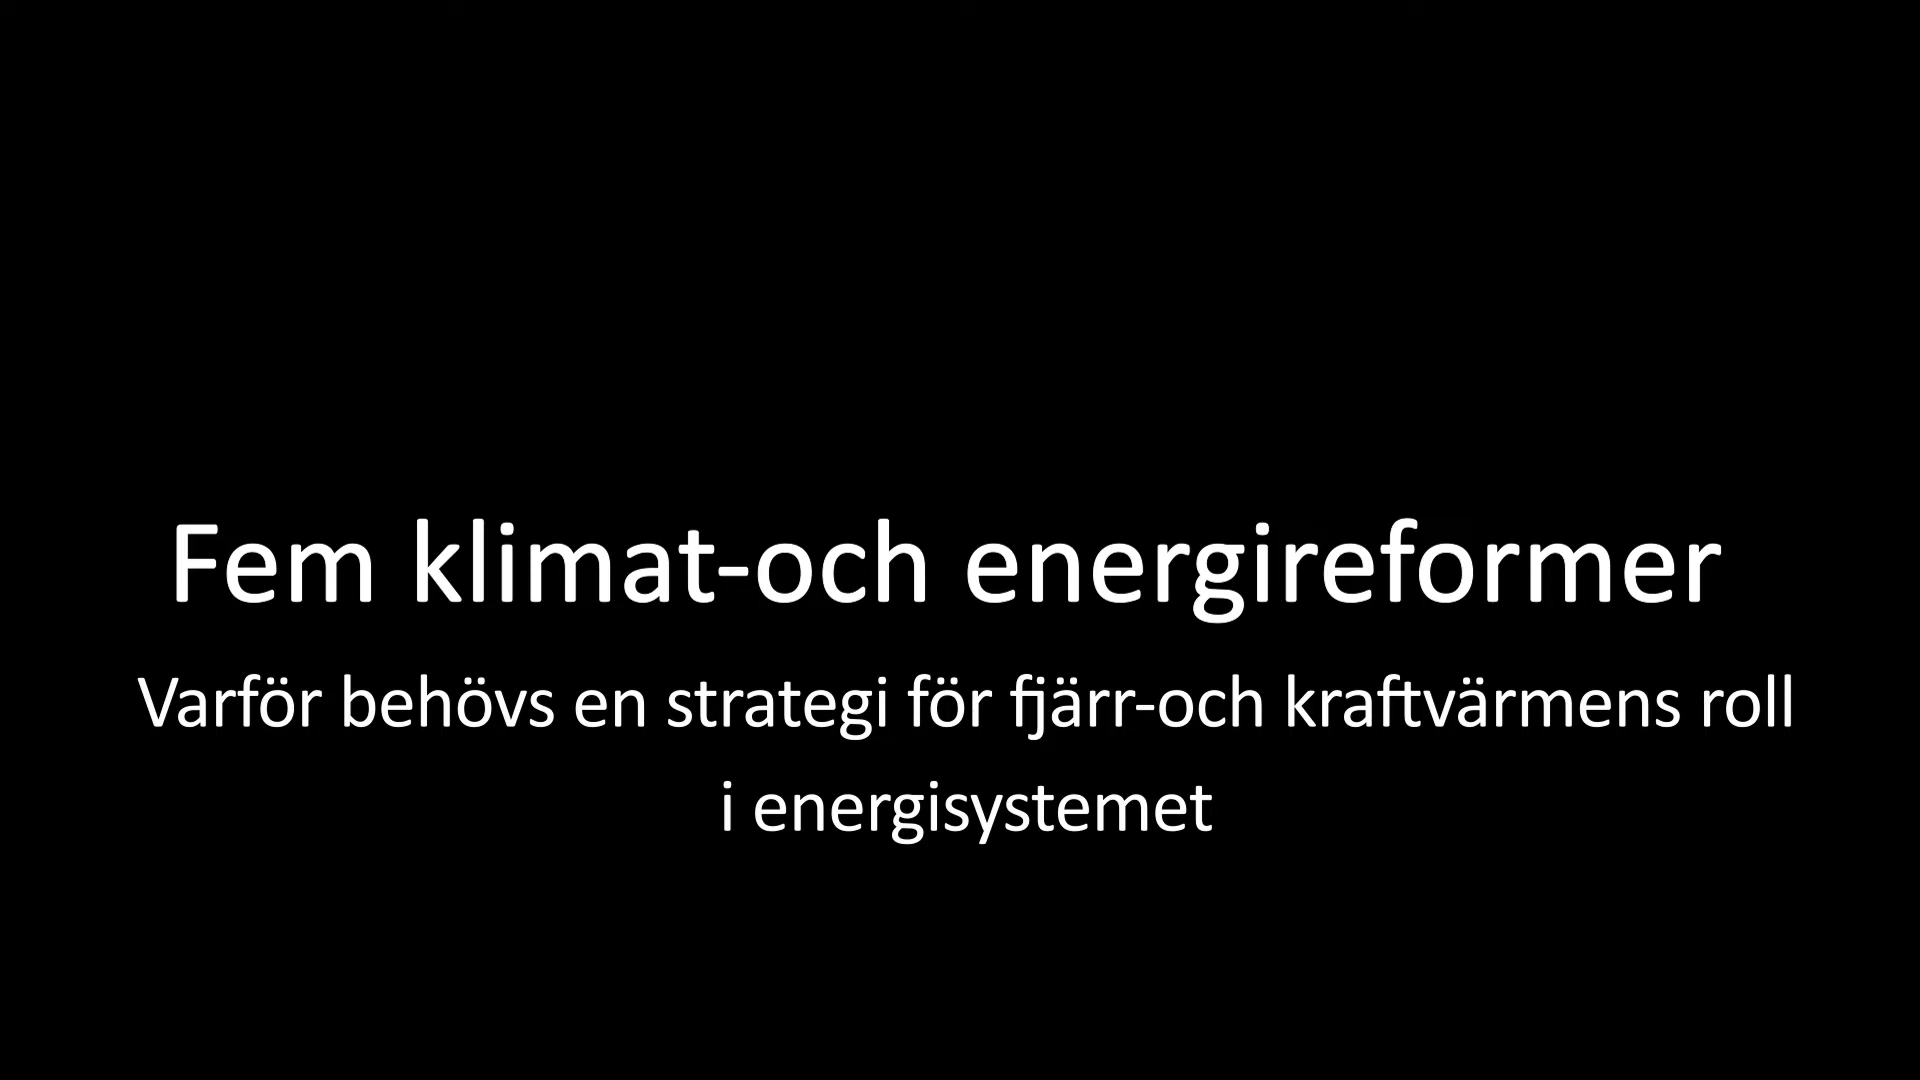 Fem klimat-och energireformer
Varför behövs en strategi för fjärr-och kraftvärmens roll
i energisystemet